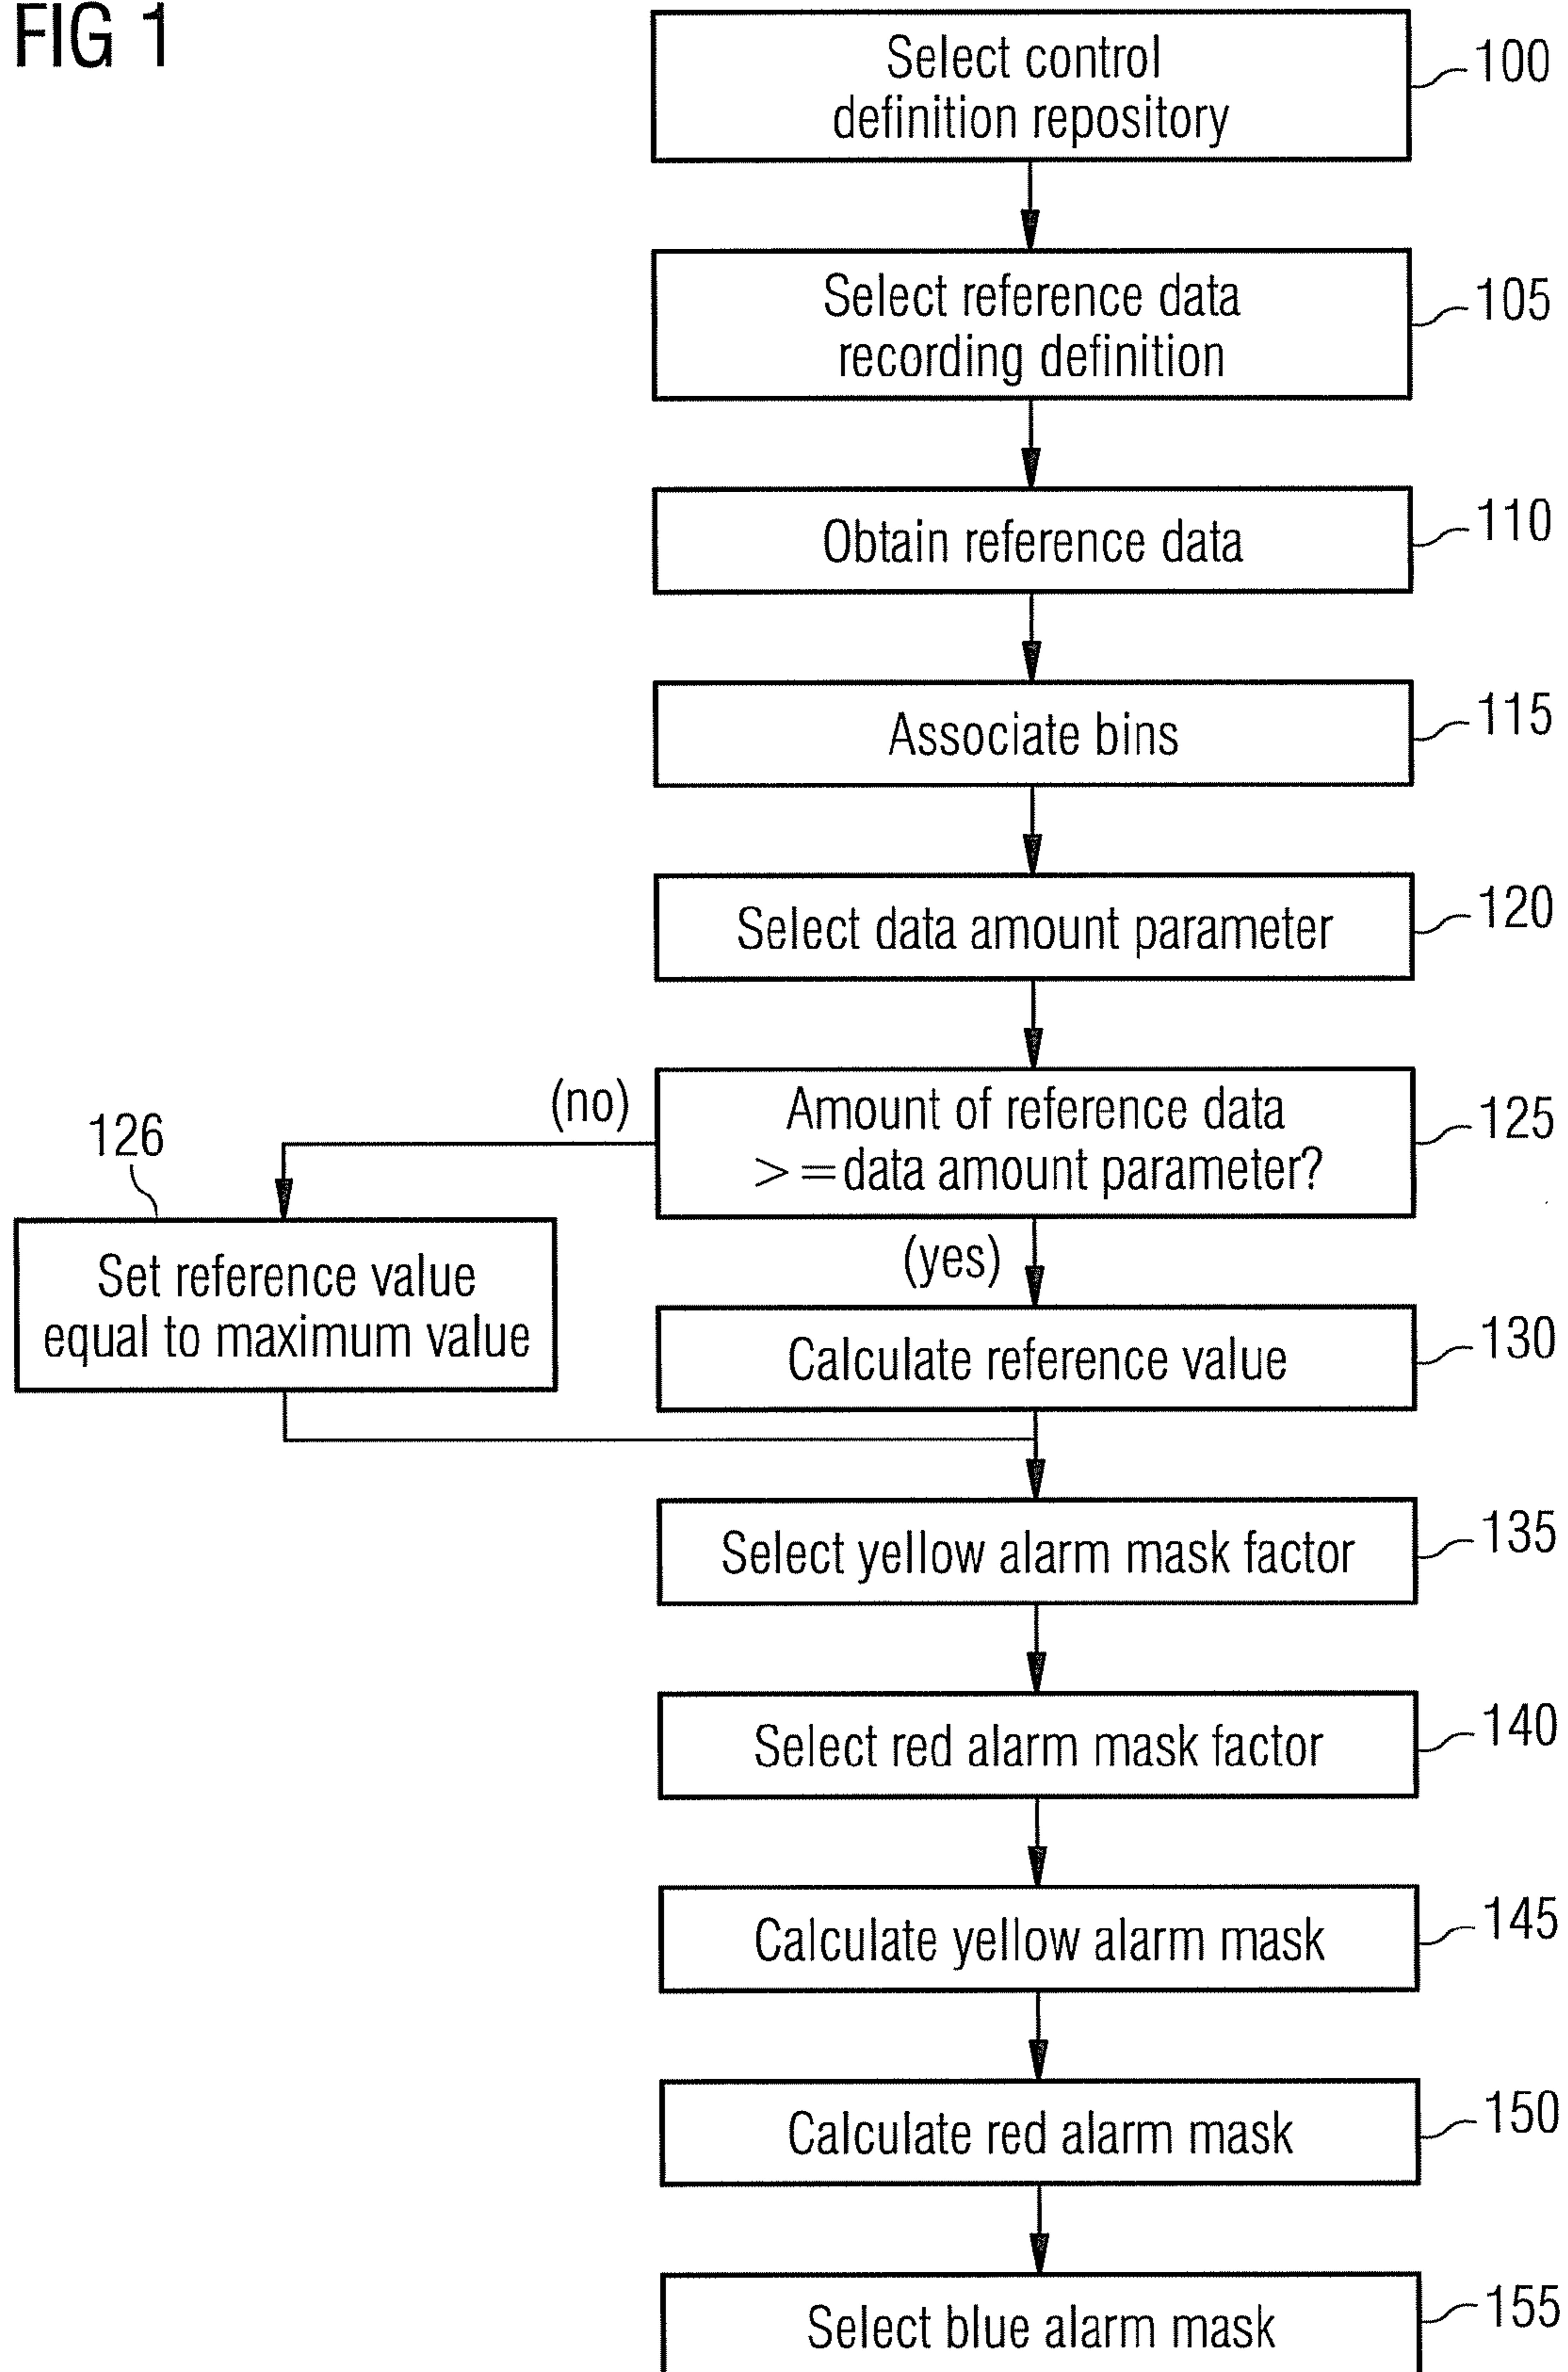 FIG 1
Select control
definition repository
100
Select reference data
recording definition
105
Obtain reference data
110
Associate bins
115
Select data amount parameter
120
Amount of reference data
>=data amount parameter?
125
(no)
126
Set reference value
equal to maximum value
(yes)
Calculate reference value
130
Select yellow alarm mask factor
135
Select red alarm mask factor
140
Calculate yellow alarm mask
145
Calculate red alarm mask
150
Select blue alarm mask
155